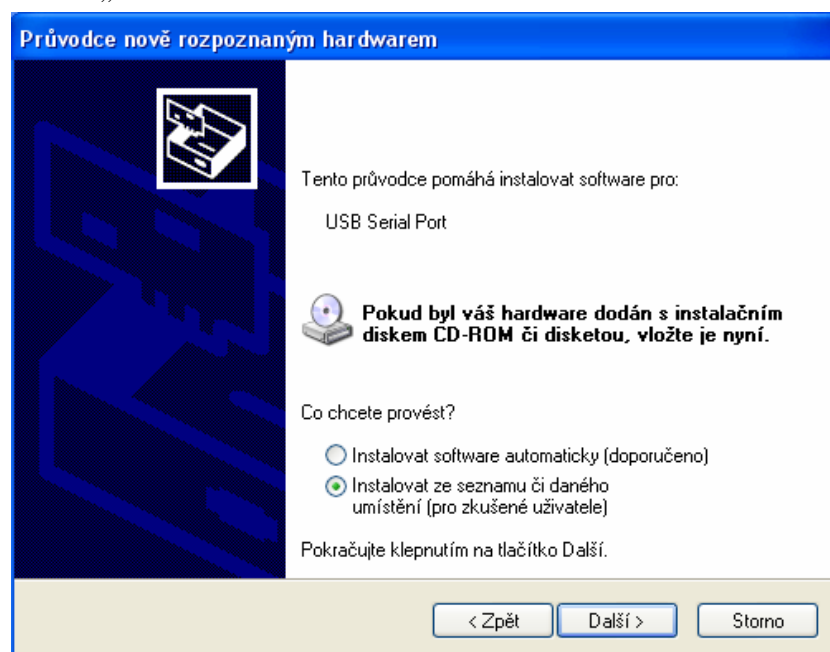 Průvodce nově rozpoznaným hardwarem
Tento průvodce pomáhá instalovat software pro:
USB Serial Port
Pokud byl váš hardware dodán s instalačním
diskem CD-ROM či disketou, vložte je nyní.
Co chcete provést?
Instalovat software automaticky (doporučeno)
Instalovat ze seznamu či daného
umístění (pro zkušené uživatele)
Pokračujte klepnutím na tlačítko Další.
< Zpět Další > Storno